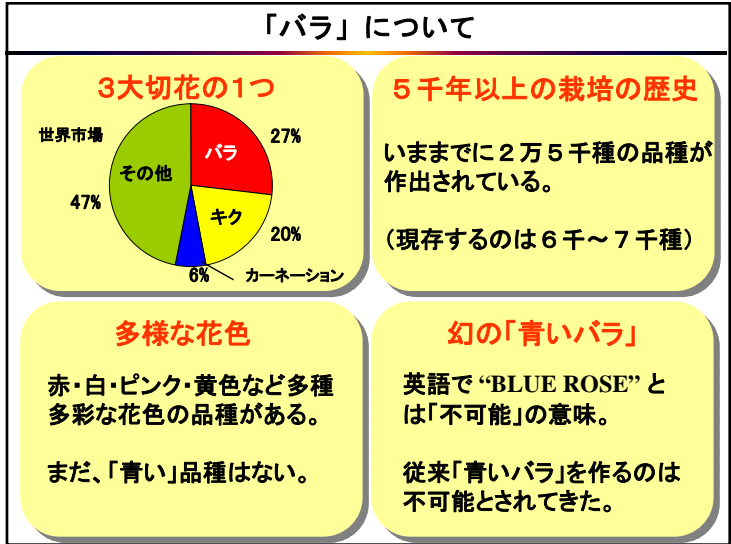 「バラ」について
３大切花の１つ
世界市場
バラ
27%
その他
47%
キク
20%
6%
カーネーション
５千年以上の栽培の歴史
いままでに２万５千種の品種が
作出されている。
（現存するのは６千～７千種）
多様な花色
赤・白・ピンク・黄色など多種
多彩な花色の品種がある。
まだ、「青い」品種はない。
幻の「青いバラ」
英語で “BLUE ROSE” と
は「不可能」の意味。
従来「青いバラ」を作るのは
不可能とされてきた。